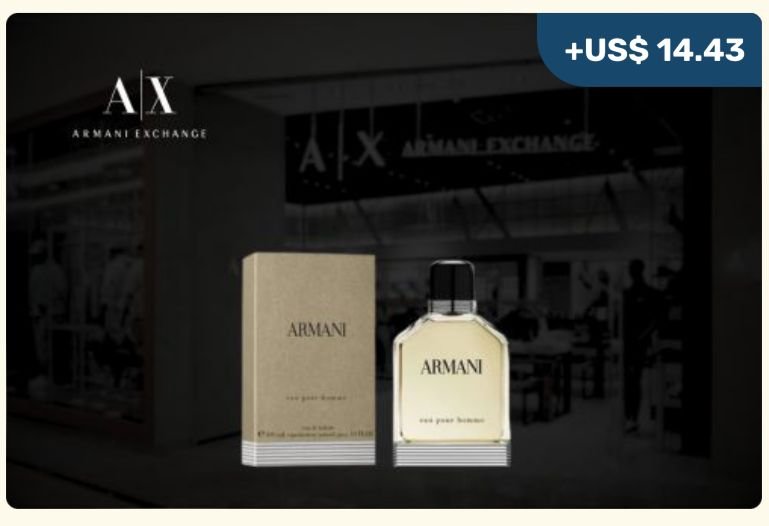 +US$ 14.43
A|X
ARMANI EXCHANGE
A|X ARMANI EXCHANGE
ARMANI
eau pour homme
ARMANI
eau pour homme